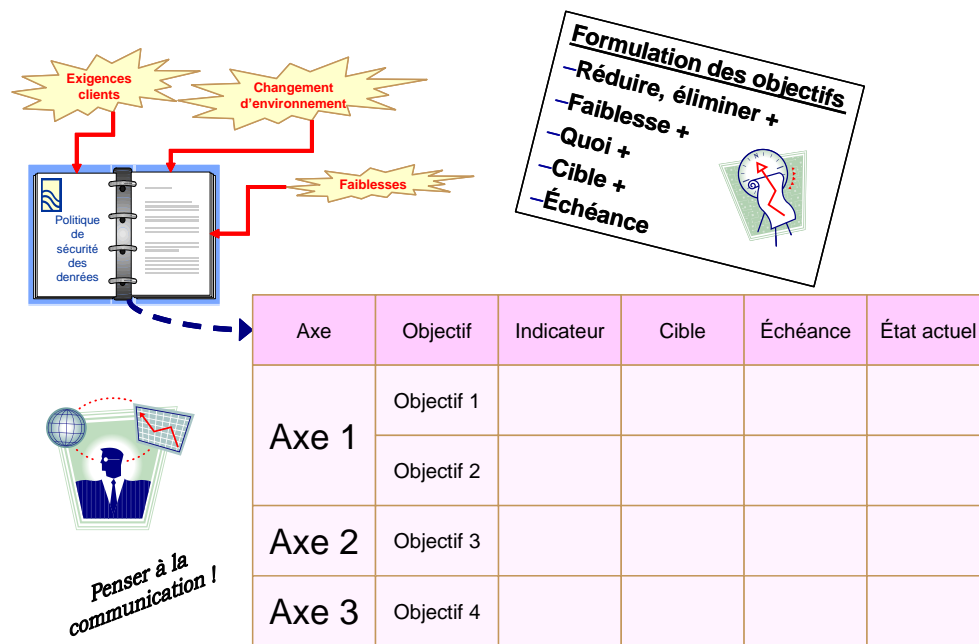 Exigences
clients
Changement
d'environnement
Faiblesses
Politique
de
sécurité
des
denrées
Formulation des objectifs
–Réduire, éliminer +
–Faiblesse +
–Quoi +
–Cible +
–Échéance
N
Axe Objectif Indicateur Cible Échéance État actuel
Axe 1
Objectif 1
Objectif 2
Axe 2 Objectif 3
Axe 3 Objectif 4
Penser à la
communication !